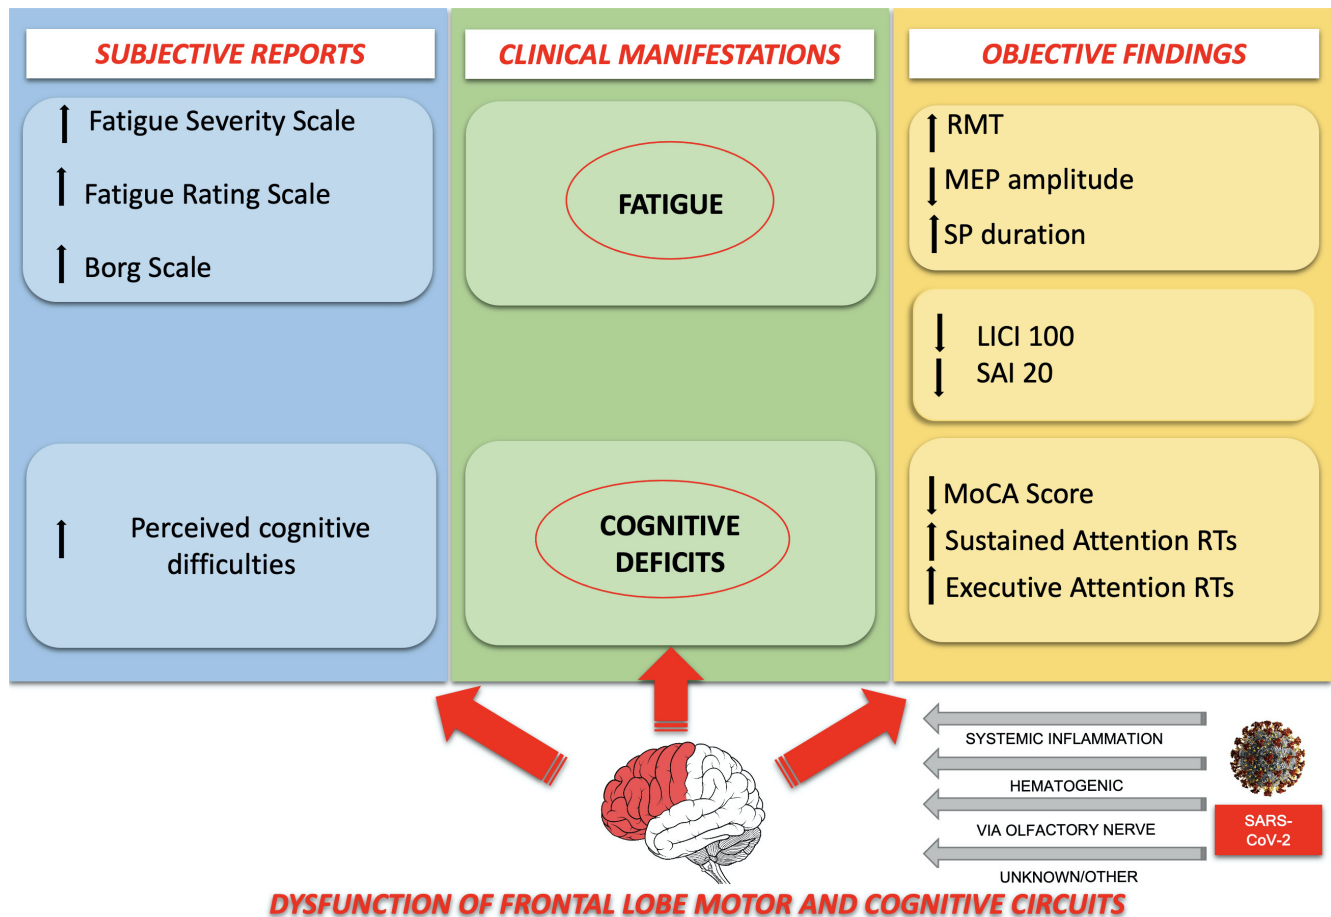 SUBJECTIVE REPORTS
Fatigue Severity Scale
Fatigue Rating Scale
Borg Scale
Perceived cognitive
difficulties
CLINICAL MANIFESTATIONS
FATIGUE
COGNITIVE
DEFICITS
OBJECTIVE FINDINGS
RMT
MEP amplitude
SP duration
LICI 100
SAI 20
MoCA Score
Sustained Attention RTs
Executive Attention RTs
SYSTEMIC INFLAMMATION
HEMATOGENIC
VIA OLFACTORY NERVE
UNKNOWN/OTHER
SARS-
CoV-2
DYSFUNCTION OF FRONTAL LOBE MOTOR AND COGNITIVE CIRCUITS